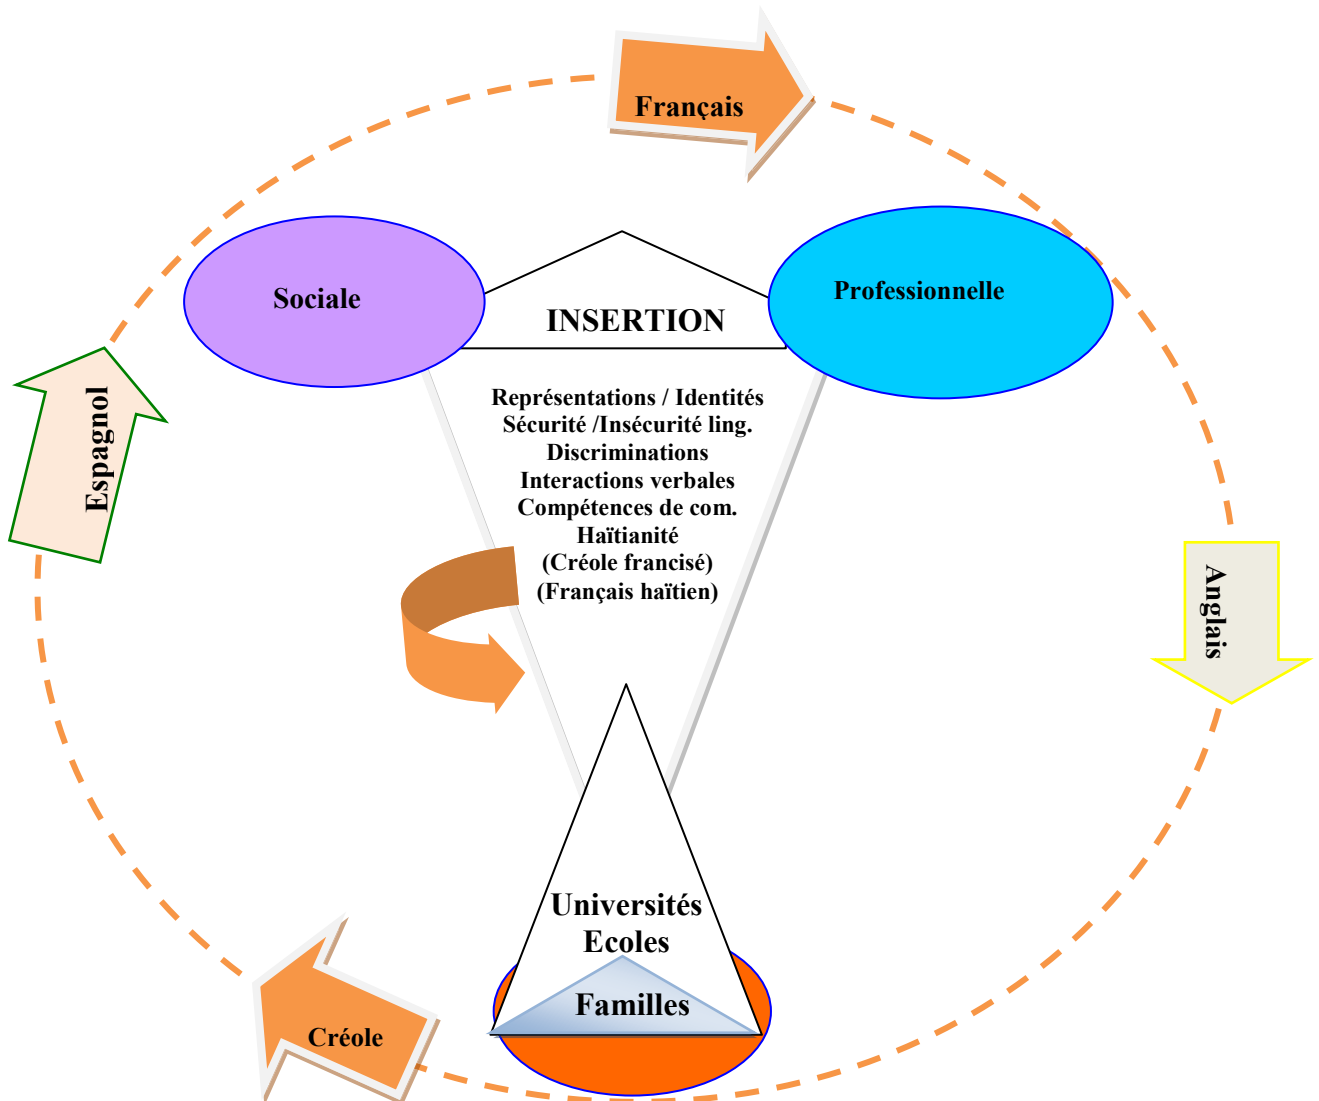 Français
Sociale
Professionnelle
INSERTION
Espagnol
Représentations / Identités
Sécurité /Insécurité ling.
Discriminations
Interactions verbales
Compétences de com.
Haïtianité
(Créole francisé)
(Français haïtien)
Anglais
Universités
Ecoles
Familles
Créole